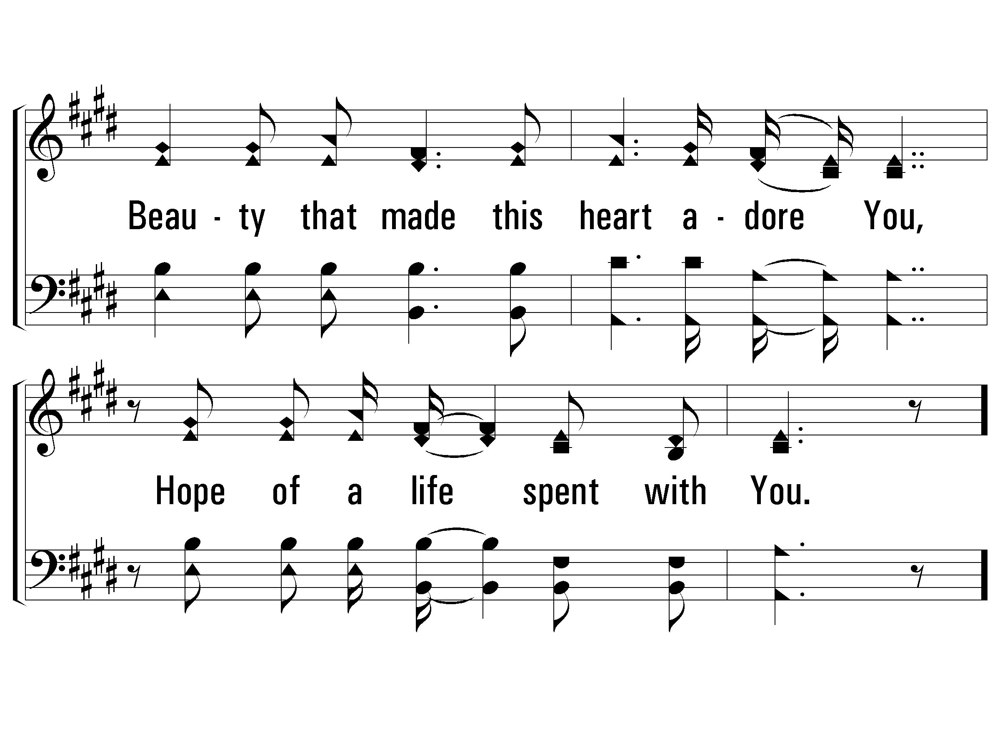 Beau - ty that made this heart a - dore You,
Hope of a life spent with You.